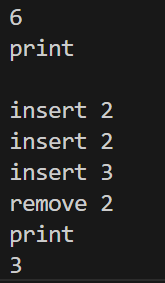 6
print

insert 2
insert 2
insert 3
remove 2
print
3